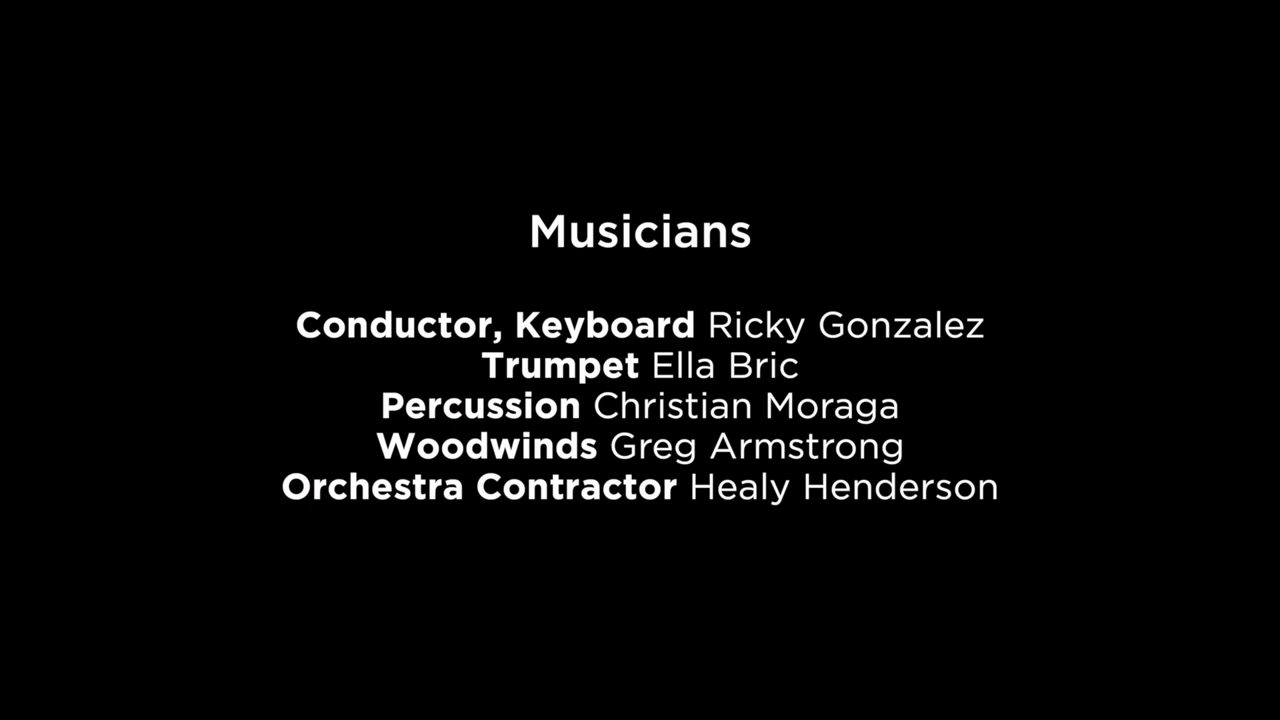 Musicians
Conductor, Keyboard Ricky Gonzalez
Trumpet Ella Bric
Percussion Christian Moraga
Woodwinds Greg Armstrong
Orchestra Contractor Healy Henderson